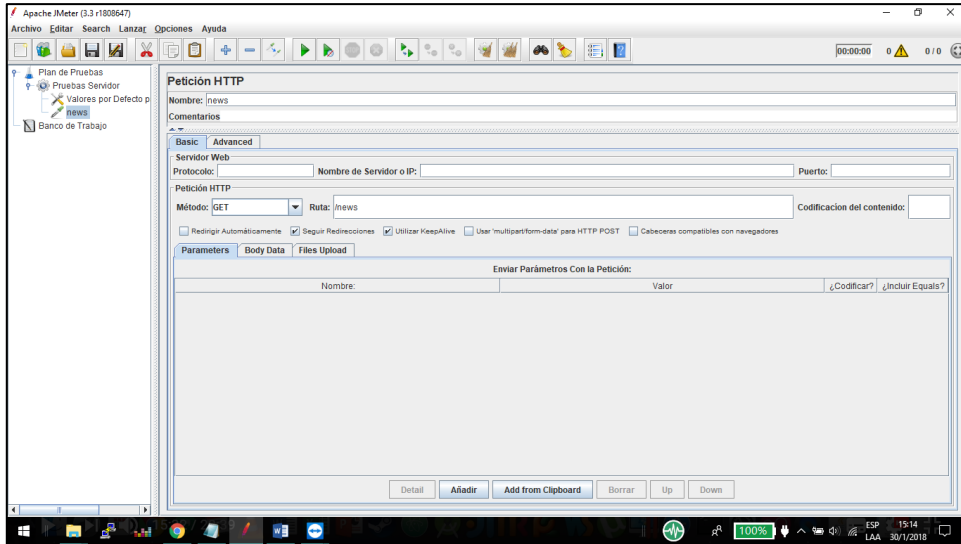 Apache JMeter (3.3 r1808647)
Archivo Editar Search Lanzar Opciones Ayuda
00:00:00 0 0 / 0
Plan de Pruebas
Pruebas Servidor
Valores por Defecto p
news
Banco de Trabajo
Petición HTTP
Nombre: news
Comentarios
Basic Advanced
Servidor Web
Protocolo: Nombre de Servidor o IP: Puerto:
Petición HTTP
Método: GET Ruta: /news Codificacion del contenido:
Redirigir Automáticamente Seguir Redirecciones Utilizar KeepAlive Usar 'multipart/form-data' para HTTP POST Cabeceras compatibles con navegadores
Parameters Body Data Files Upload
Enviar Parámetros Con la Petición:
Nombre: Valor ¿Codificar? ¿Incluir Equals?
Detail Añadir Add from Clipboard Borrar Up Down
100% ESP 15:14
LAA 30/1/2018